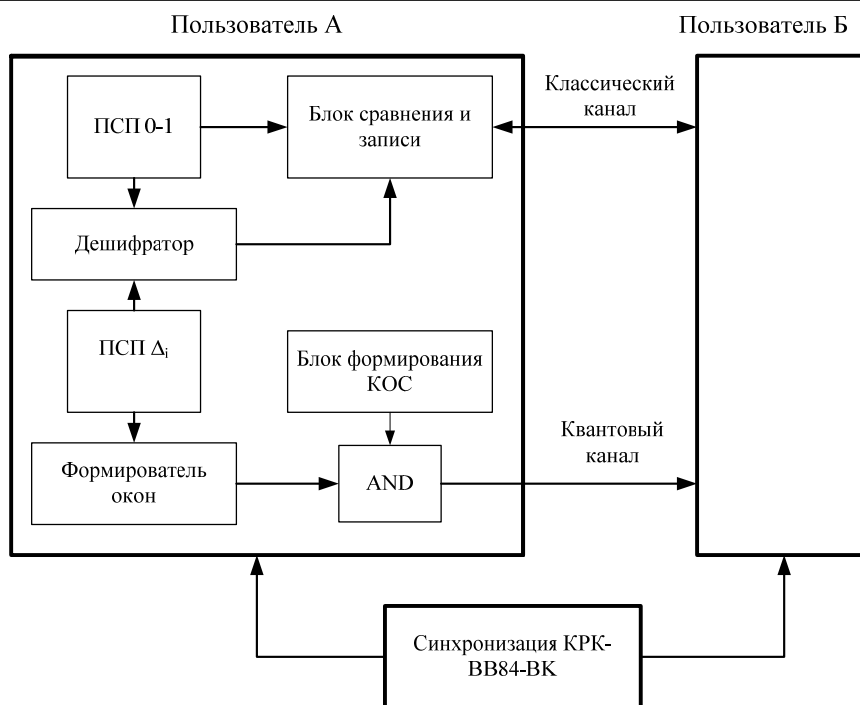 Пользователь А
Пользователь Б
ПСП 0-1
Блок сравнения и
записи
Классический
канал
Дешифратор
ПСП Δi
Блок формирования
КОС
Формирователь
окон
AND
Квантовый
канал
Синхронизация КРК-
BB84-ВК